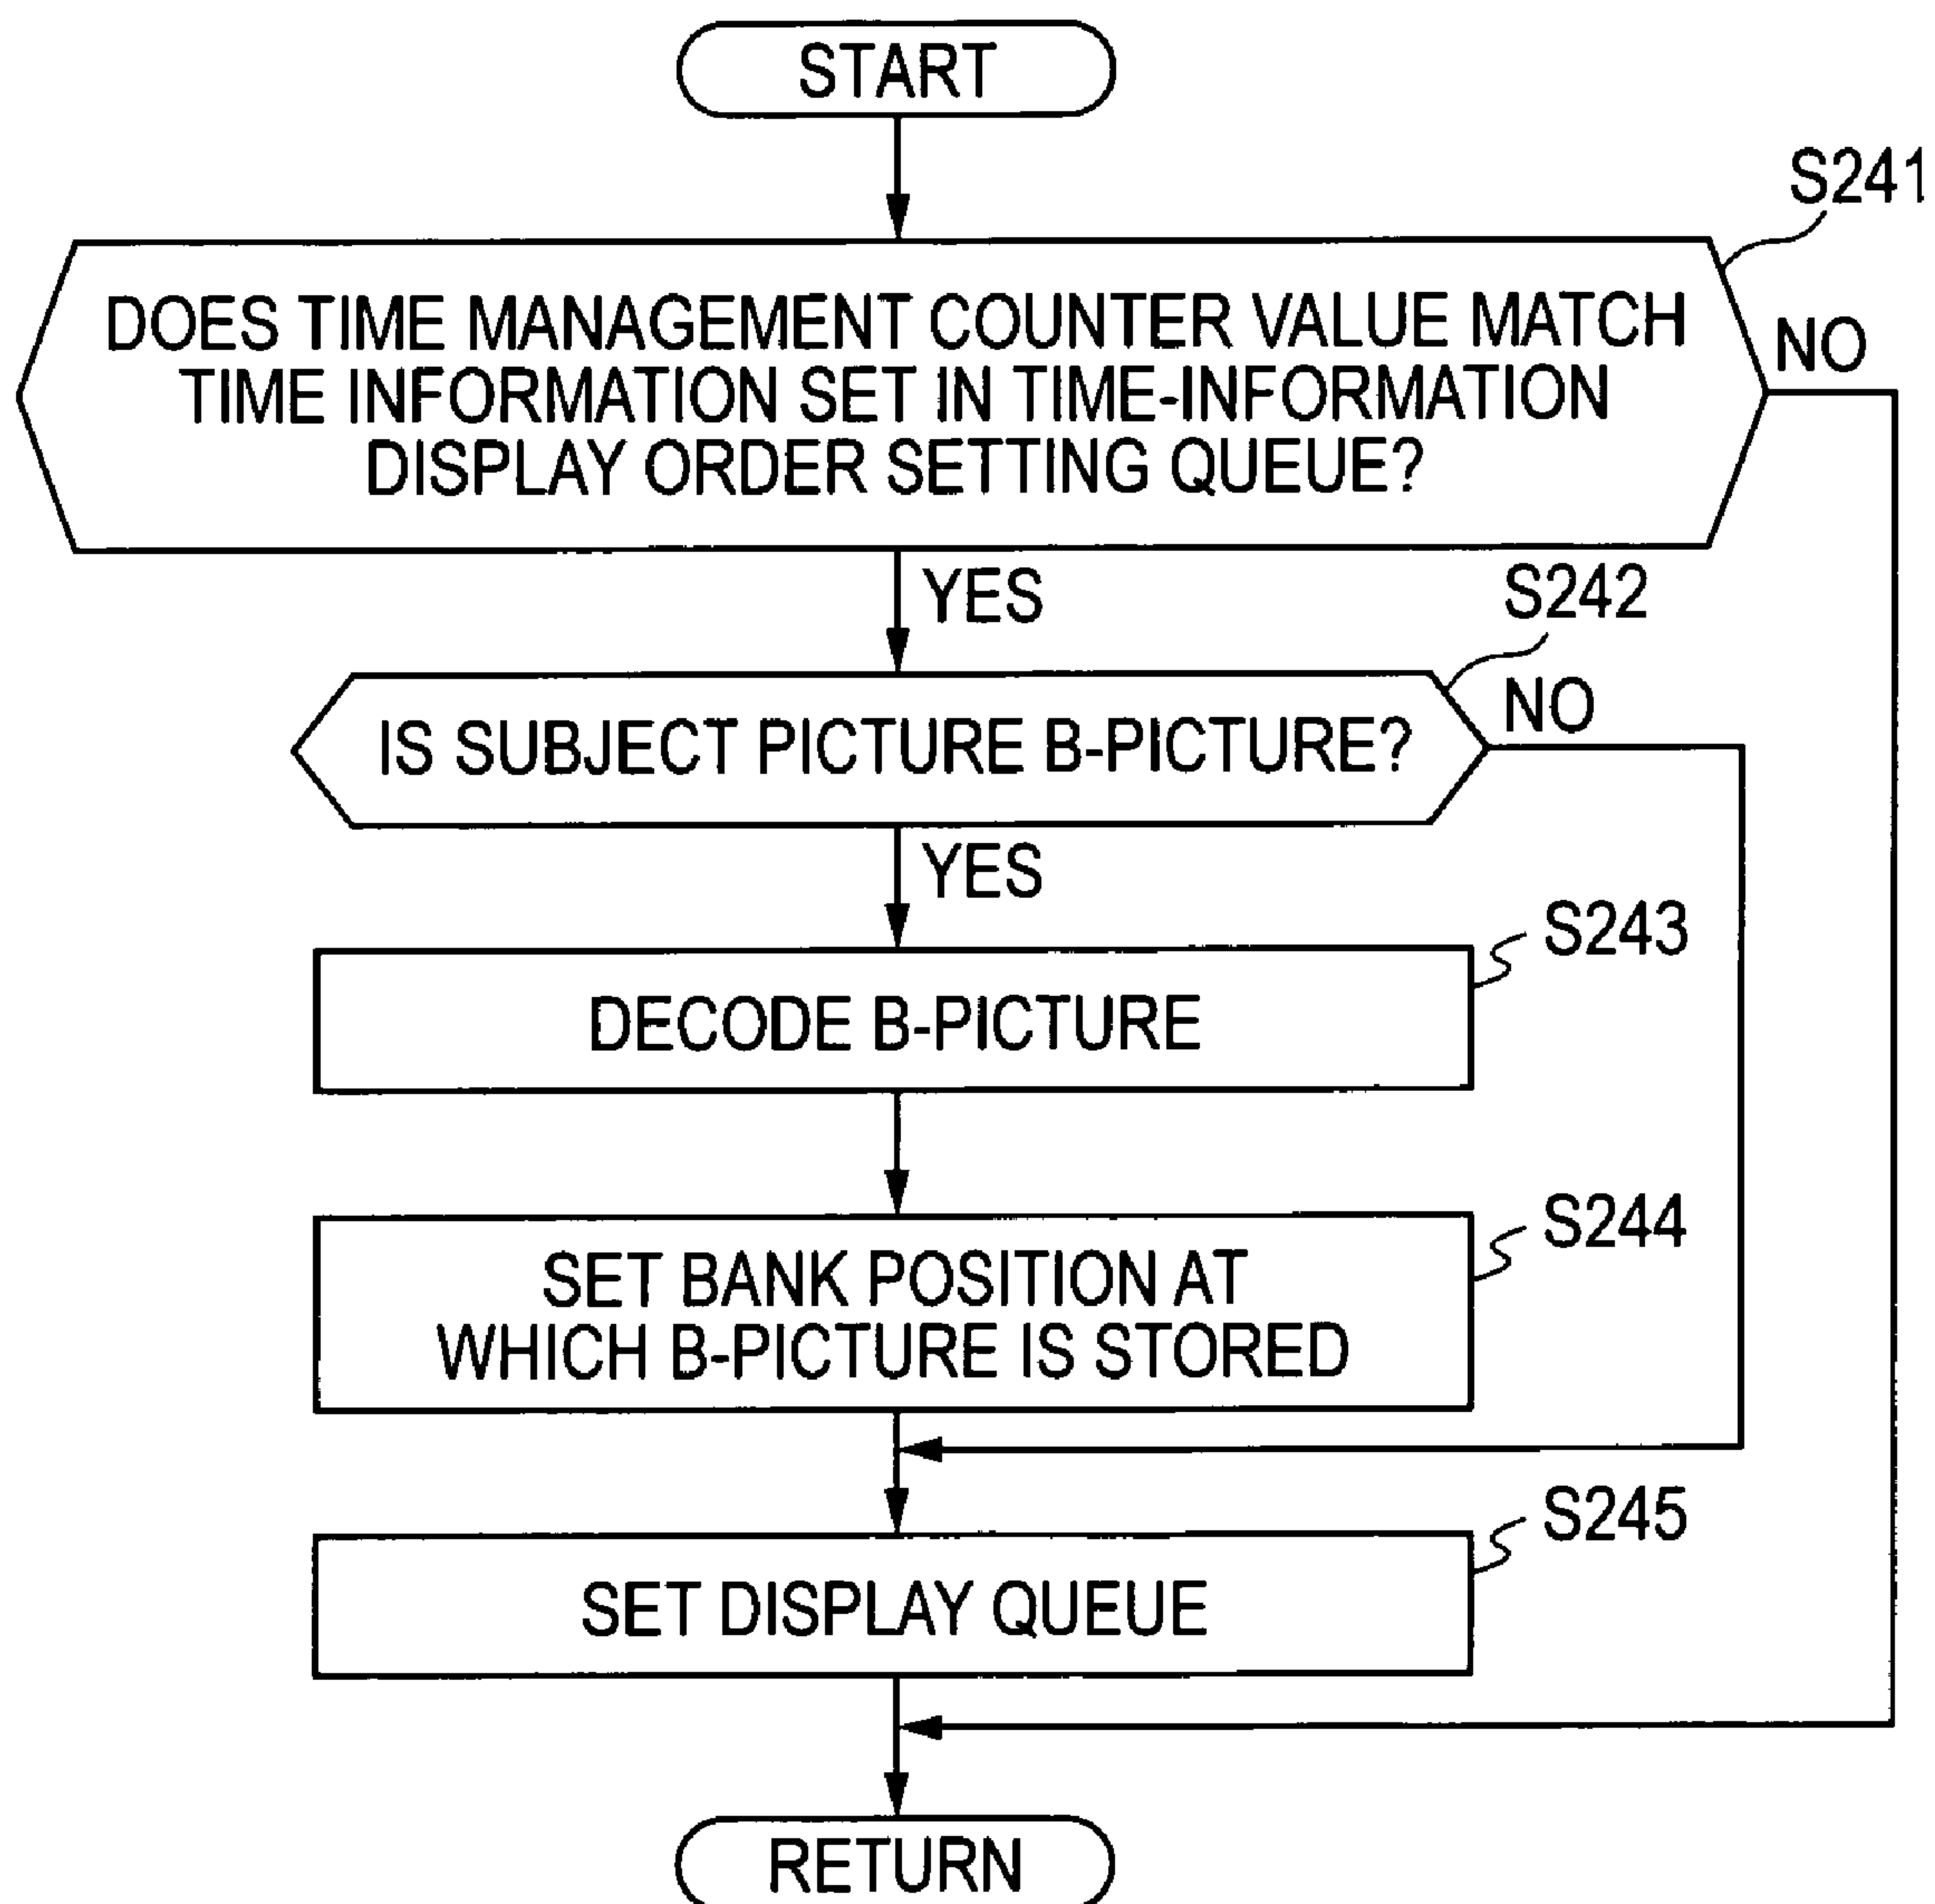 START
S241
DOES TIME MANAGEMENT COUNTER VALUE MATCH
TIME INFORMATION SET IN TIME-INFORMATION
DISPLAY ORDER SETTING QUEUE?
NO
YES
S242
IS SUBJECT PICTURE B-PICTURE?
NO
YES
S243
DECODE B-PICTURE
S244
SET BANK POSITION AT
WHICH B-PICTURE IS STORED
S245
SET DISPLAY QUEUE
RETURN